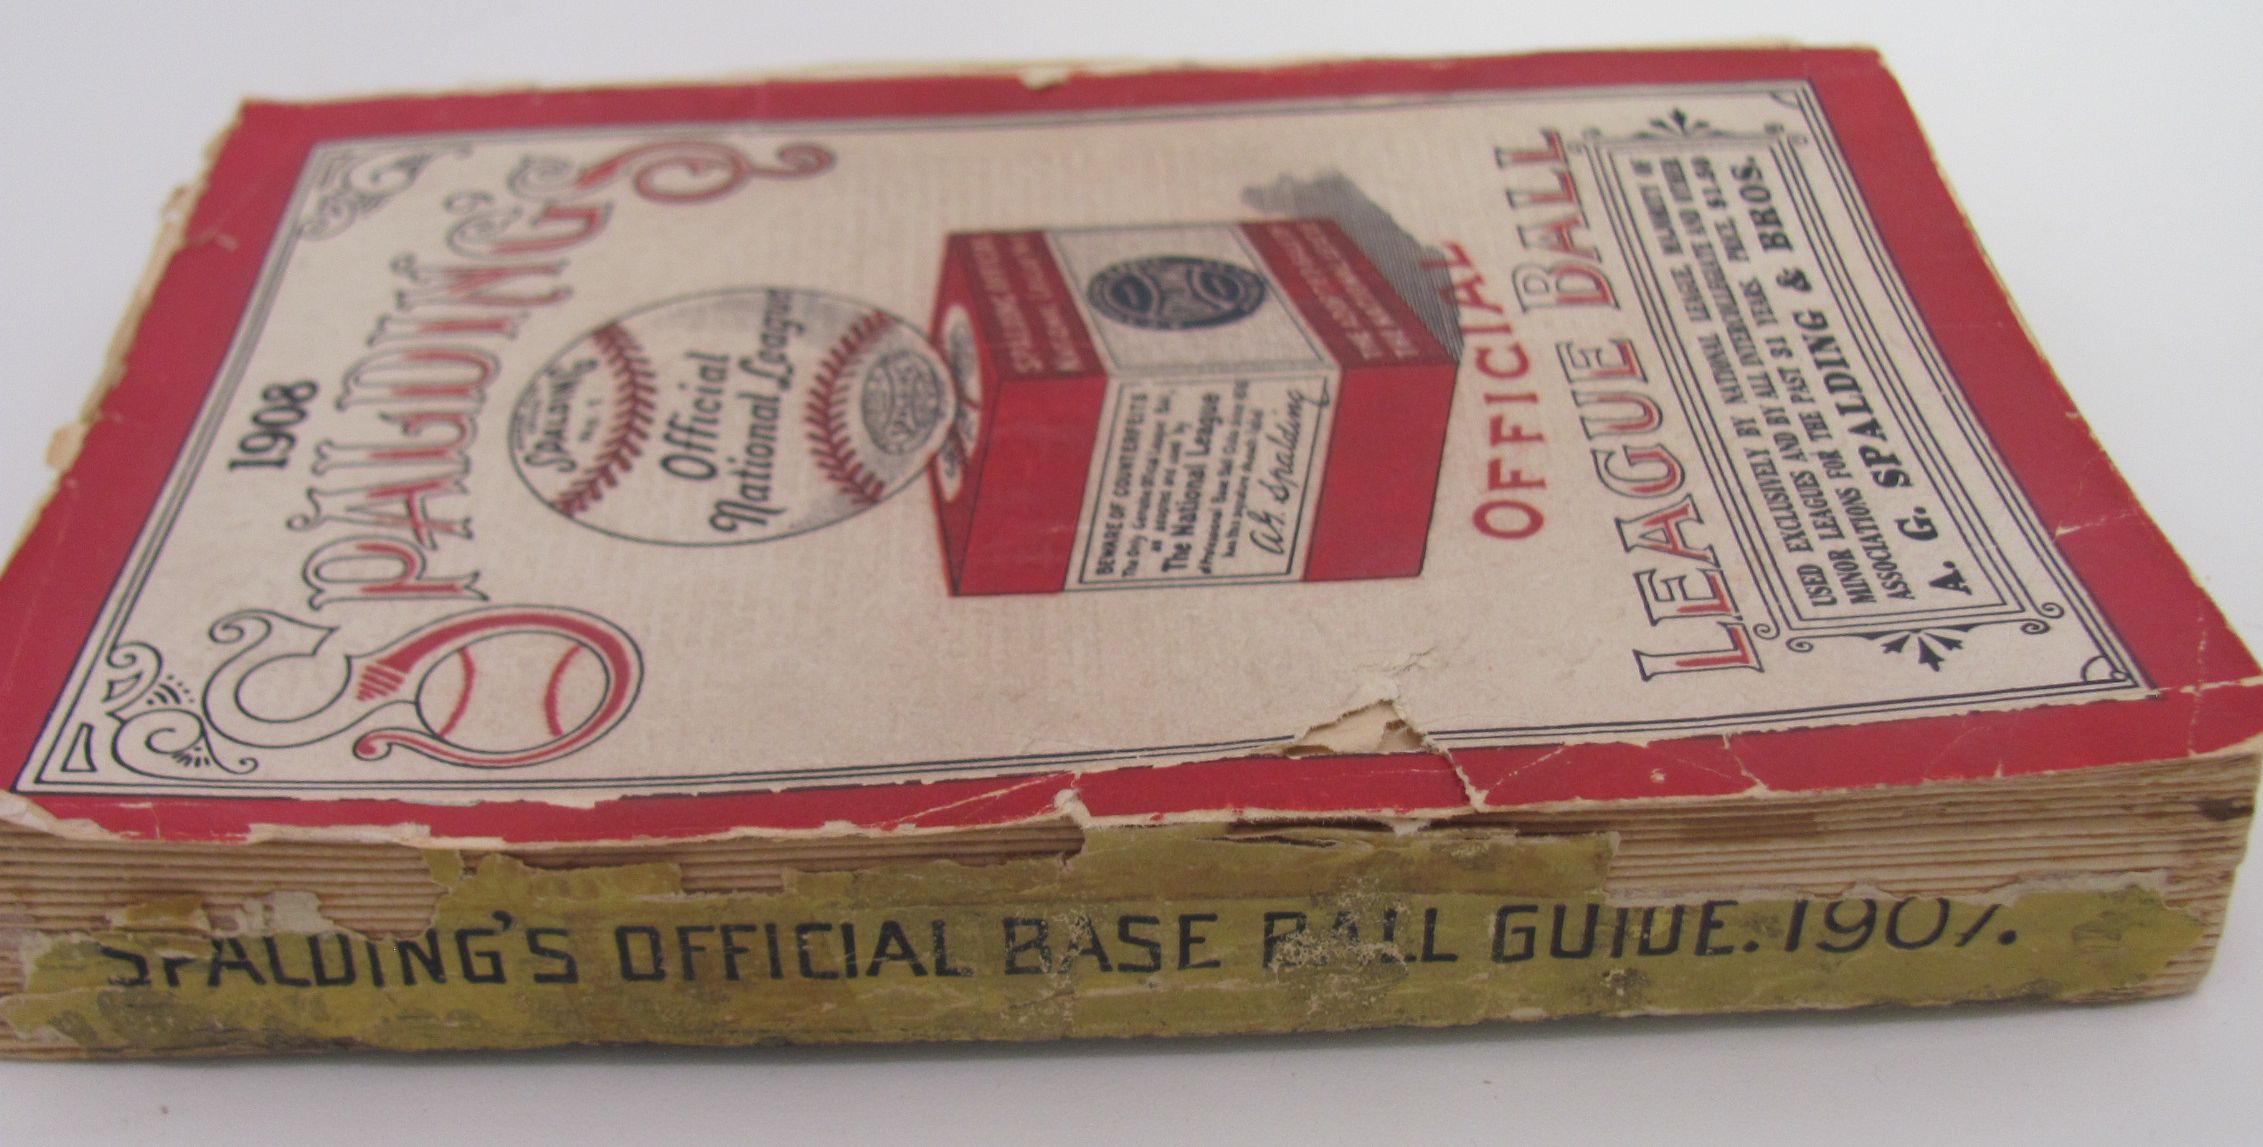 1908
SPALDING'S
SPALDING
No. 1
Official
National League
BEWARE OF COUNTERFEITS
The National League
A.G. Spalding
OFFICIAL
LEAGUE BALL
USED EXCLUSIVELY BY NATIONAL LEAGUE, MAJORITY OF
MINOR LEAGUES AND BY ALL INTERCOLLEGIATE AND OTHER
ASSOCIATIONS FOR THE PAST 31 YEARS. PRICE, $1.50
A. G. SPALDING & BROS.
SPALDING'S OFFICIAL BASE BALL GUIDE. 1907.